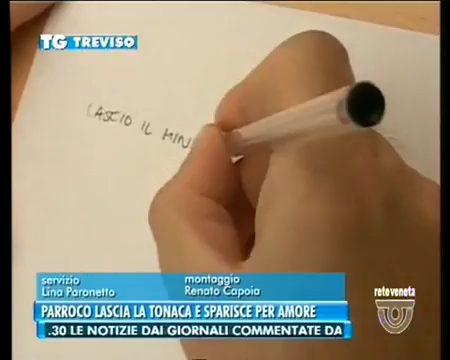 TG TREVISO
LASCIO IL MIN
servizio
Lina Paronetto
montaggio
Renato Capoia
reteveneta
PARROCO LASCIA LA TONACA E SPARISCE PER AMORE
.30 LE NOTIZIE DAI GIORNALI COMMENTATE DA